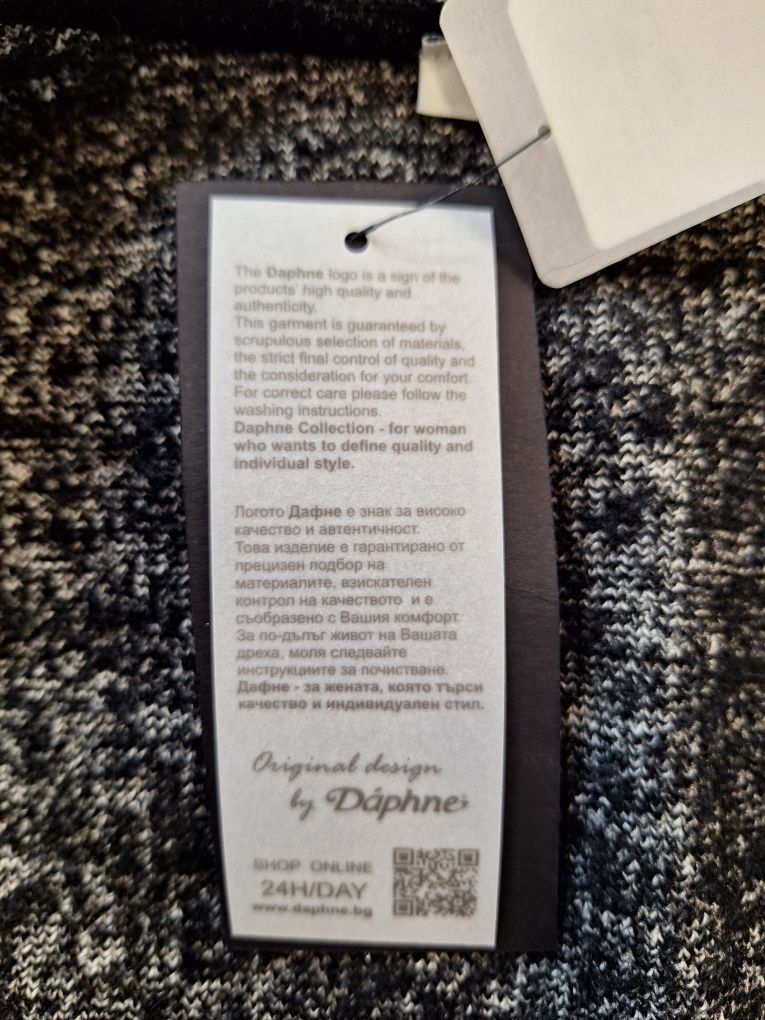 The Daphne logo is a sign of the
products' high quality and
authenticity.
This garment is guaranteed by
scrupulous selection of materials,
the strict final control of quality and
the consideration for your comfort.
For correct care please follow the
washing instructions.
Daphne Collection - for woman
who wants to define quality and
individual style.
Логото Дафне е знак за високо
качество и автентичност.
Това изделие е гарантирано от
прецизен подбор на
материалите, взискателен
контрол на качеството и е
съобразено с Вашия комфорт.
За по-дълъг живот на Вашата
дреха, моля следвайте
инструкциите за почистване.
Дафне - за жената, която търси
качество и индивидуален стил.
Original design
by Dáphne
SHOP ONLINE
24H/DAY
www.daphne.bg